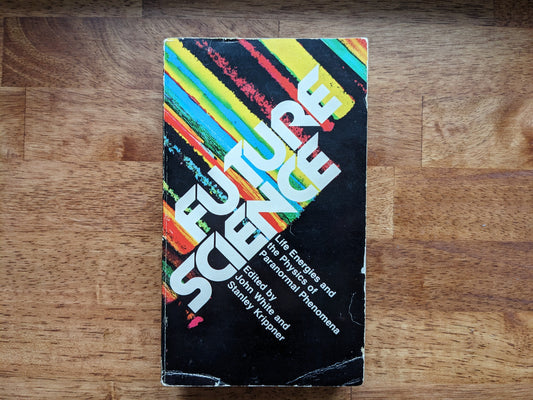 FUTURE
SCIENCE
Life Energies and
the Physics of
Paranormal Phenomena
Edited by
John White and
Stanley Krippner